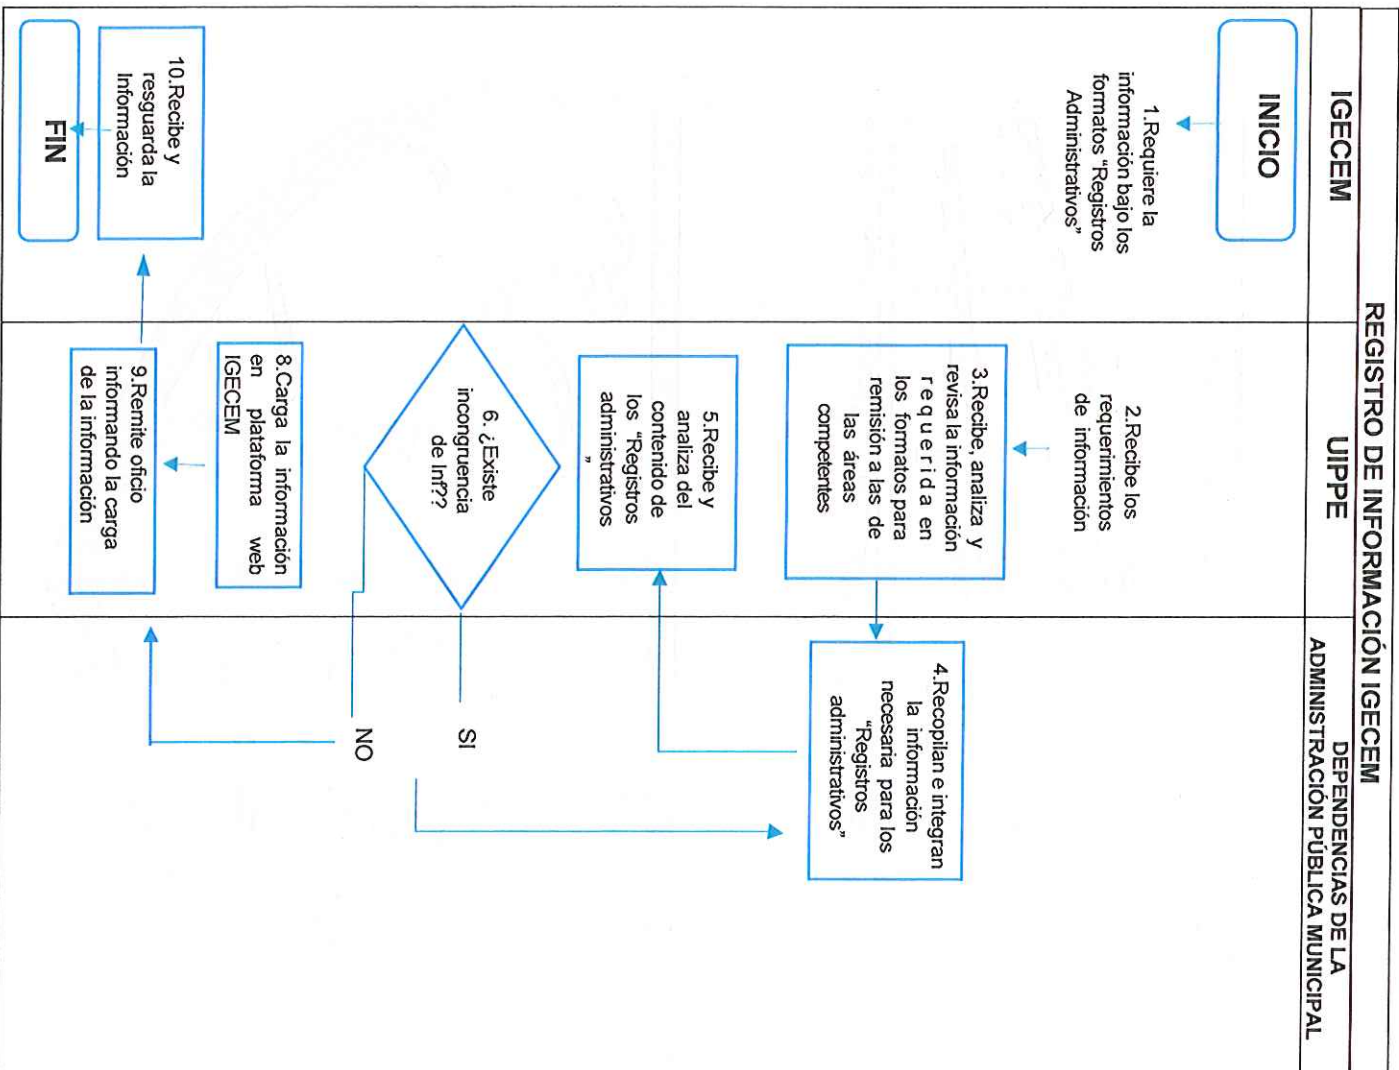 REGISTRO DE INFORMACIÓN IGECEM
IGECEM
UIPPE
DEPENDENCIAS DE LA
ADMINISTRACIÓN PÚBLICA MUNICIPAL
INICIO
1.Requiere la
información bajo los
formatos “Registros
Administrativos”
2.Recibe los
requerimientos
de información
3.Recibe, analiza y
revisa la información
requerida en
los formatos para
remisión a las de
las áreas
competentes
4.Recopilan e integran
la información
necesaria para los
“Registros
administrativos”
5.Recibe y
analiza del
contenido de
los “Registros
administrativos
”
6. ¿Existe
incongruencia
de Inf??
SI
NO
8.Carga la información
en plataforma web
IGECEM
9.Remite oficio
informando la carga
de la información
10.Recibe y
resguarda la
Información
FIN